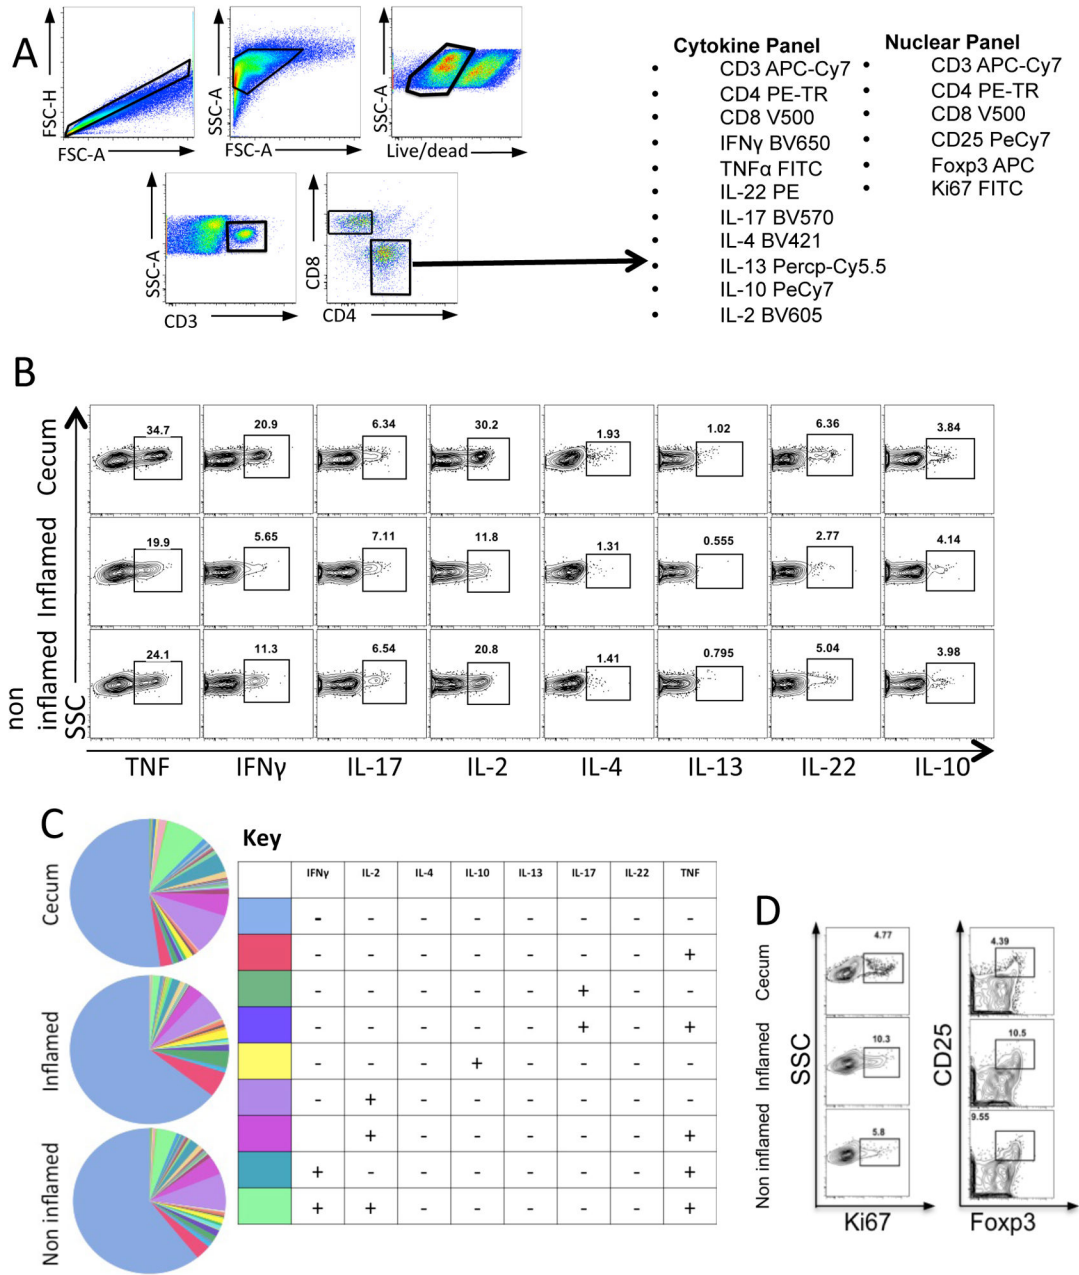 A
FSC-H
FSC-A
SSC-A
FSC-A
SSC-A
Live/dead
SSC-A
CD3
CD8
CD4
Cytokine Panel
• CD3 APC-Cy7
• CD4 PE-TR
• CD8 V500
• IFNγ BV650
• TNFα FITC
• IL-22 PE
• IL-17 BV570
• IL-4 BV421
• IL-13 Percp-Cy5.5
• IL-10 PeCy7
• IL-2 BV605
Nuclear Panel
• CD3 APC-Cy7
• CD4 PE-TR
• CD8 V500
• CD25 PeCy7
• Foxp3 APC
• Ki67 FITC
B
Cecum
34.7 20.9 6.34 30.2 1.93 1.02 6.36 3.84
Inflamed
19.9 5.65 7.11 11.8 1.31 0.555 2.77 4.14
non
inflamed
24.1 11.3 6.54 20.8 1.41 0.795 5.04 3.98
SSC
TNF IFNγ IL-17 IL-2 IL-4 IL-13 IL-22 IL-10
C
Cecum
Inflamed
Non inflamed
Key
IFNγ IL-2 IL-4 IL-10 IL-13 IL-17 IL-22 TNF
- - - - - - - -
- - - - - - - +
- - - - - + - -
- - - - - + - +
- - - + - - - -
- + - - - - - -
+ - - - - - +
+ - - - - - - +
+ + - - - - - +
D
Cecum
Inflamed
Non inflamed
SSC
4.77
10.3
5.8
Ki67
CD25
4.39
10.5
9.55
Foxp3